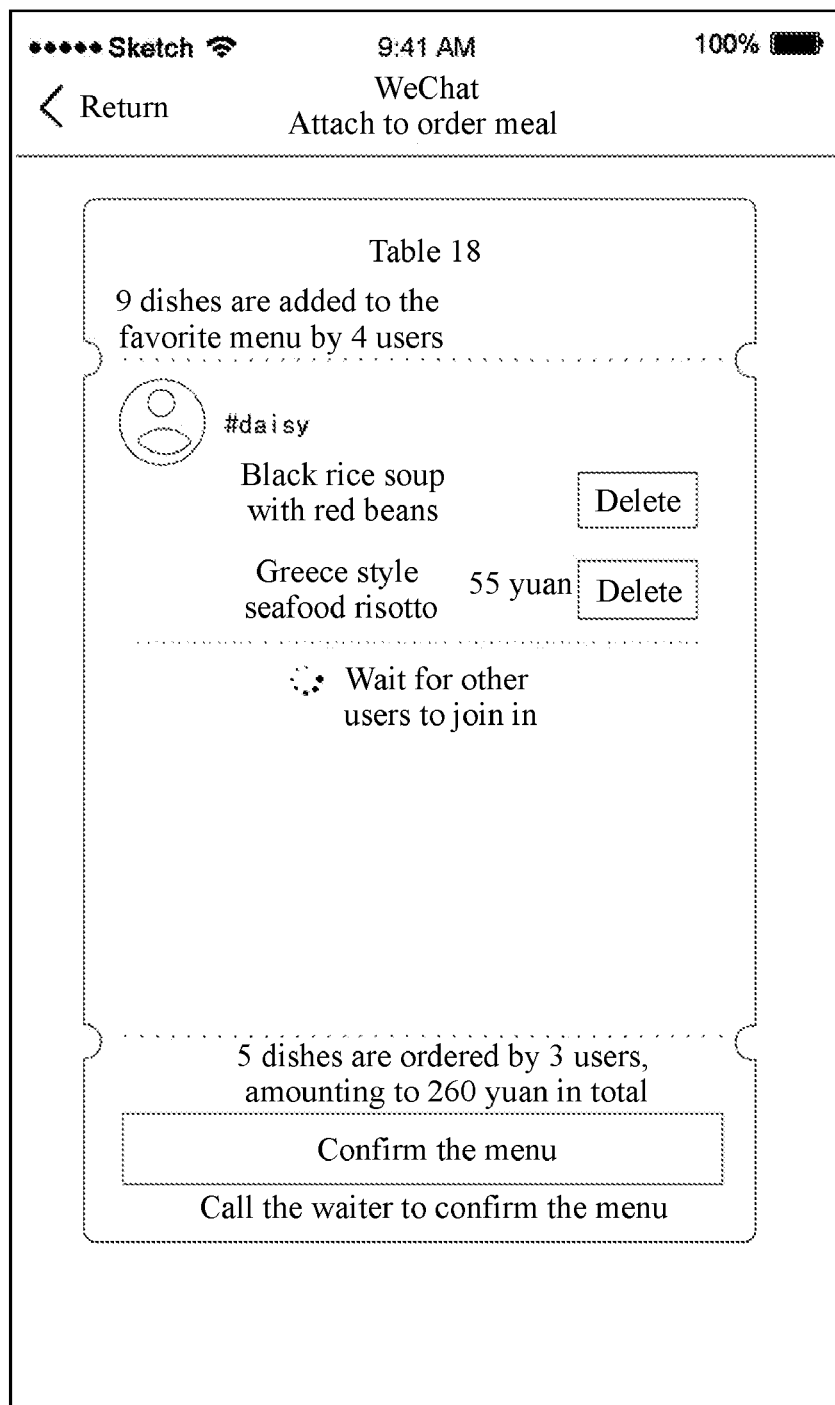 Sketch 9:41 AM 100%
WeChat
Return
Attach to order meal
Table 18
9 dishes are added to the
favorite menu by 4 users
#daisy
Black rice soup
with red beans
Delete
Greece style
seafood risotto
55 yuan
Delete
Wait for other
users to join in
5 dishes are ordered by 3 users,
amounting to 260 yuan in total
Confirm the menu
Call the waiter to confirm the menu